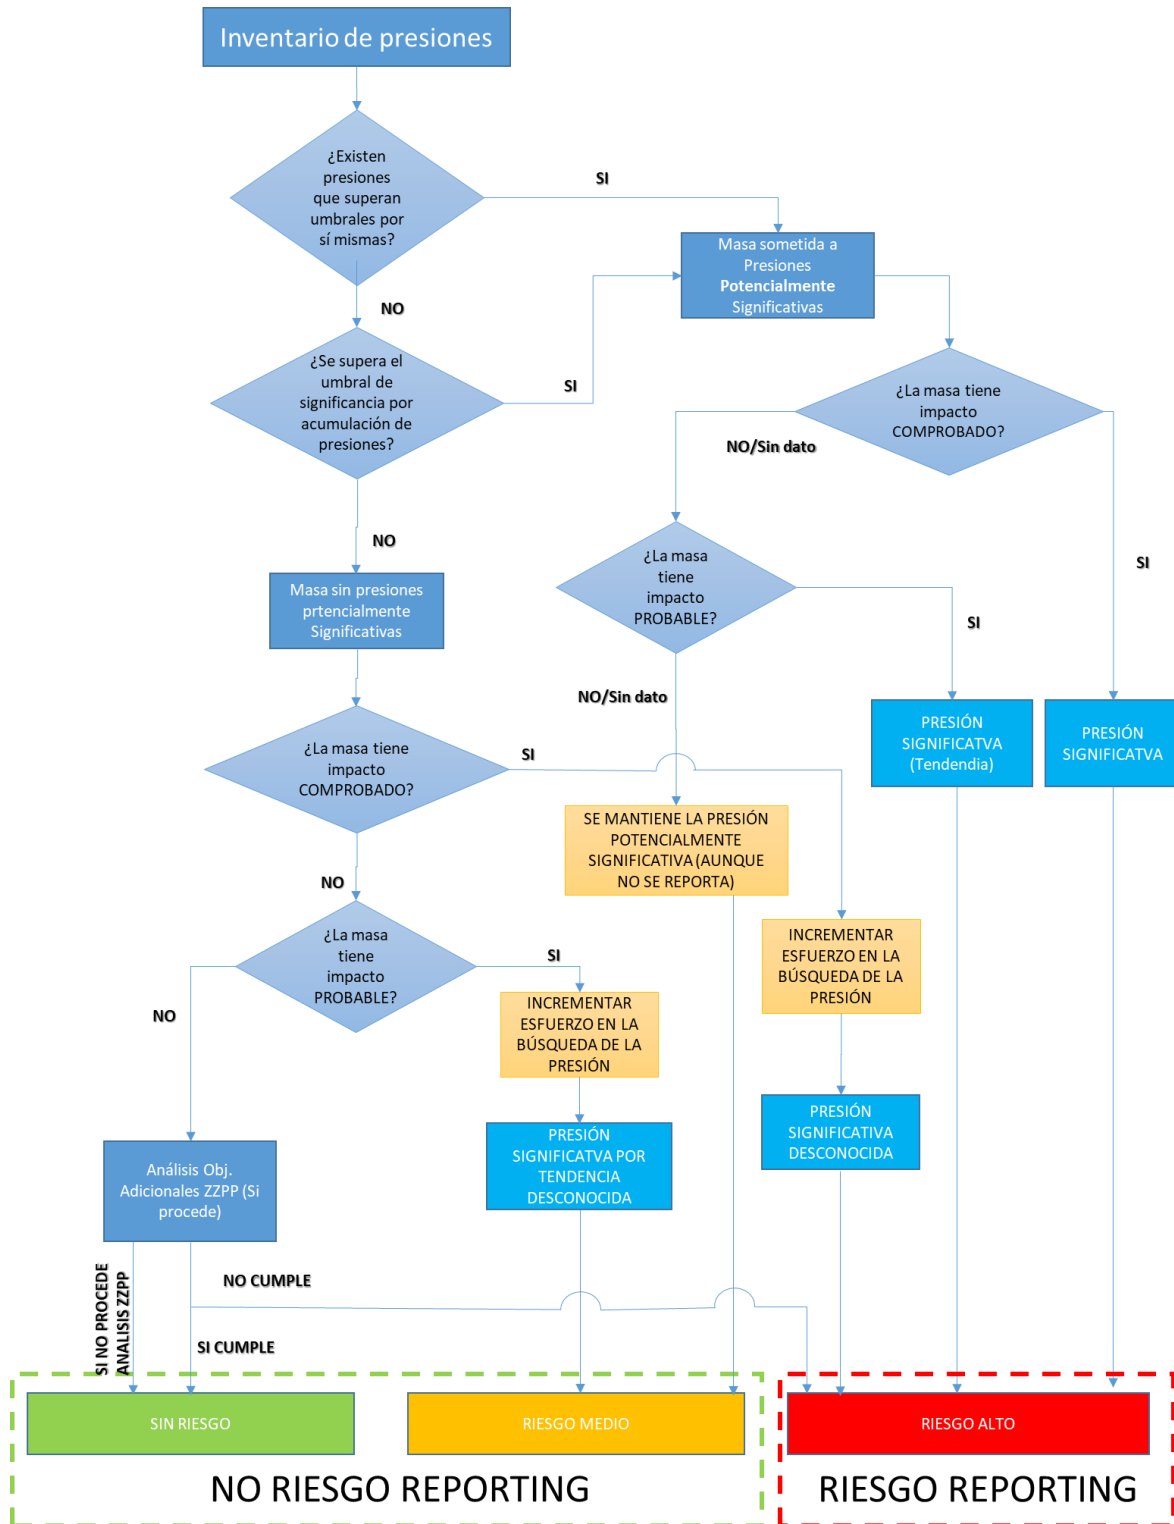 Inventario de presiones
¿Existen
presiones
que superan
umbrales por
sí mismas?
SI
Masa sometida a
Presiones
Potencialmente
Significativas
NO
¿Se supera el
umbral de
significancia por
acumulación de
presiones?
SI
¿La masa tiene
impacto
COMPROBADO?
NO/Sin dato
NO
¿La masa
tiene
impacto
PROBABLE?
SI
Masa sin presiones
prtencialmente
Significativas
SI
NO/Sin dato
PRESIÓN
SIGNIFICATVA
(Tendendia)
PRESIÓN
SIGNIFICATVA
¿La masa tiene
impacto
COMPROBADO?
SI
SE MANTIENE LA PRESIÓN
POTENCIALMENTE
SIGNIFICATIVA (AUNQUE
NO SE REPORTA)
NO
¿La masa
tiene
impacto
PROBABLE?
SI
INCREMENTAR
ESFUERZO EN LA
BÚSQUEDA DE LA
PRESIÓN
NO
INCREMENTAR
ESFUERZO EN LA
BÚSQUEDA DE LA
PRESIÓN
PRESIÓN
SIGNIFICATIVA
DESCONOCIDA
PRESIÓN
SIGNIFICATVA POR
TENDENCIA
DESCONOCIDA
Análisis Obj.
Adicionales ZZPP (Si
procede)
SI NO PROCEDE
ANALISIS ZZPP
NO CUMPLE
SI CUMPLE
SIN RIESGO
RIESGO MEDIO
RIESGO ALTO
NO RIESGO REPORTING
RIESGO REPORTING